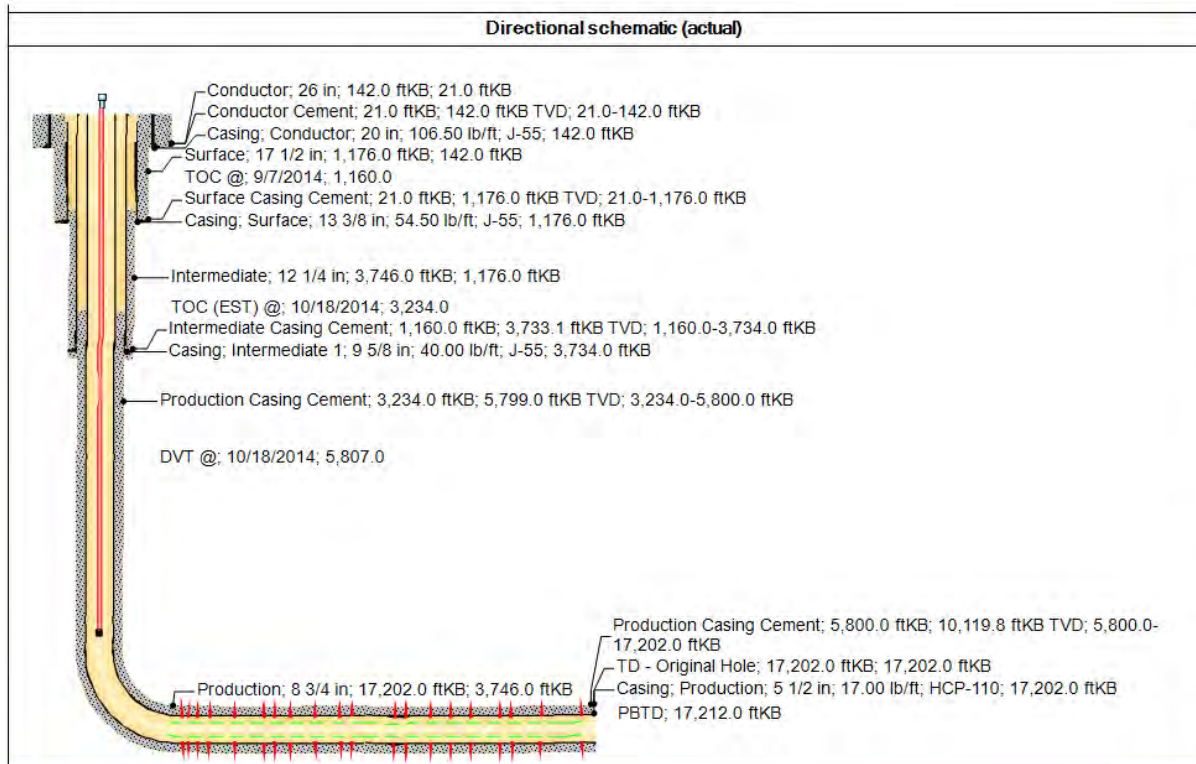 Directional schematic (actual)
Conductor; 26 in; 142.0 ftKB; 21.0 ftKB
Conductor Cement; 21.0 ftKB; 142.0 ftKB TVD; 21.0-142.0 ftKB
Casing; Conductor; 20 in; 106.50 lb/ft; J-55; 142.0 ftKB
Surface; 17 1/2 in; 1,176.0 ftKB; 142.0 ftKB
TOC @; 9/7/2014; 1,160.0
Surface Casing Cement; 21.0 ftKB; 1,176.0 ftKB TVD; 21.0-1,176.0 ftKB
Casing; Surface; 13 3/8 in; 54.50 lb/ft; J-55; 1,176.0 ftKB
Intermediate; 12 1/4 in; 3,746.0 ftKB; 1,176.0 ftKB
TOC (EST) @; 10/18/2014; 3,234.0
Intermediate Casing Cement; 1,160.0 ftKB; 3,733.1 ftKB TVD; 1,160.0-3,734.0 ftKB
Casing; Intermediate 1; 9 5/8 in; 40.00 lb/ft; J-55; 3,734.0 ftKB
Production Casing Cement; 3,234.0 ftKB; 5,799.0 ftKB TVD; 3,234.0-5,800.0 ftKB
DVT @; 10/18/2014; 5,807.0
Production Casing Cement; 5,800.0 ftKB; 10,119.8 ftKB TVD; 5,800.0-
17,202.0 ftKB
TD - Original Hole; 17,202.0 ftKB; 17,202.0 ftKB
Production; 8 3/4 in; 17,202.0 ftKB; 3,746.0 ftKB
Casing; Production; 5 1/2 in; 17.00 lb/ft; HCP-110; 17,202.0 ftKB
PBTD; 17,212.0 ftKB